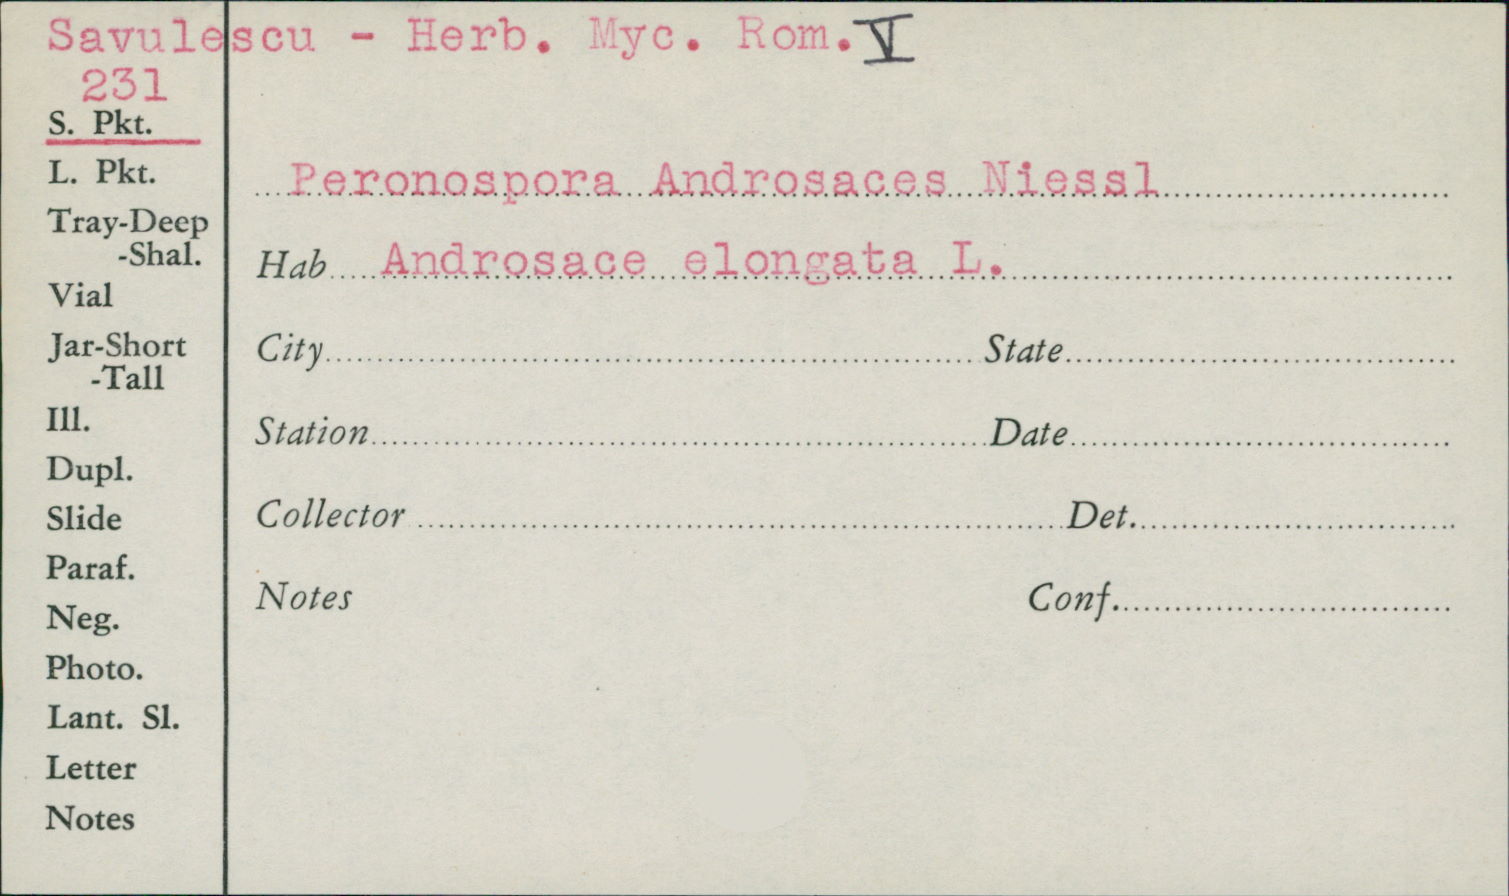 Savulescu - Herb. Myc. Rom. V
231
S. Pkt.
L. Pkt.
Tray-Deep
-Shal.
Vial
Jar-Short
-Tall
Ill.
Dupl.
Slide
Paraf.
Neg.
Photo.
Lant. Sl.
Letter
Notes
Peronospora Androsaces Niessl
Hab Androsace elongata L.
City State
Station Date
Collector Det.
Notes Conf.